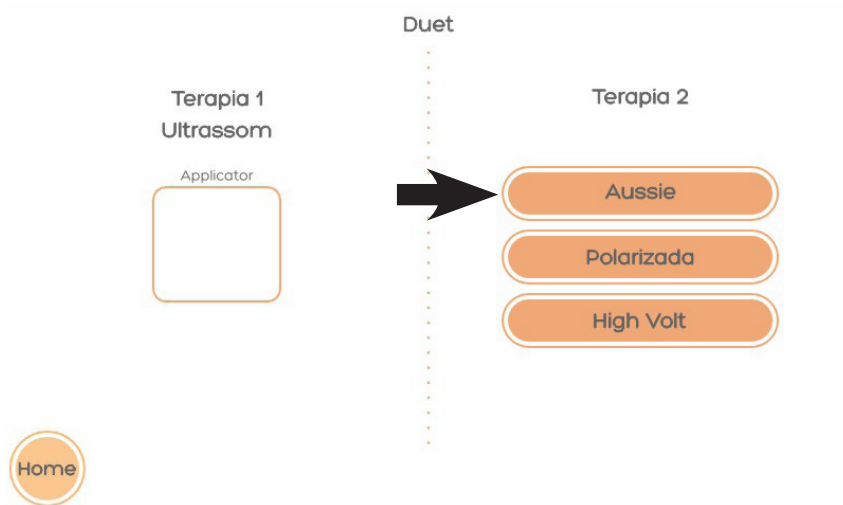 Duet
Terapia 1
Ultrassom
Applicator
Terapia 2
Aussie
Polarizada
High Volt
Home